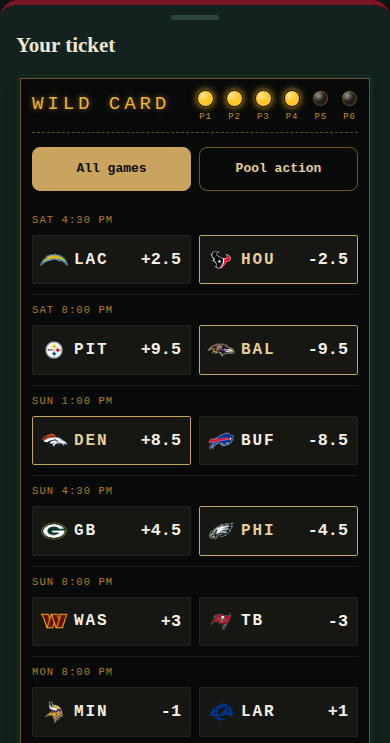 Your ticket
WILD CARD
P1 P2 P3 P4 P5 P6
All games Pool action
SAT 4:30 PM
LAC +2.5 HOU -2.5
SAT 8:00 PM
PIT +9.5 BAL -9.5
SUN 1:00 PM
DEN +8.5 BUF -8.5
SUN 4:30 PM
GB +4.5 PHI -4.5
SUN 8:00 PM
WAS +3 TB -3
MON 8:00 PM
MIN -1 LAR +1